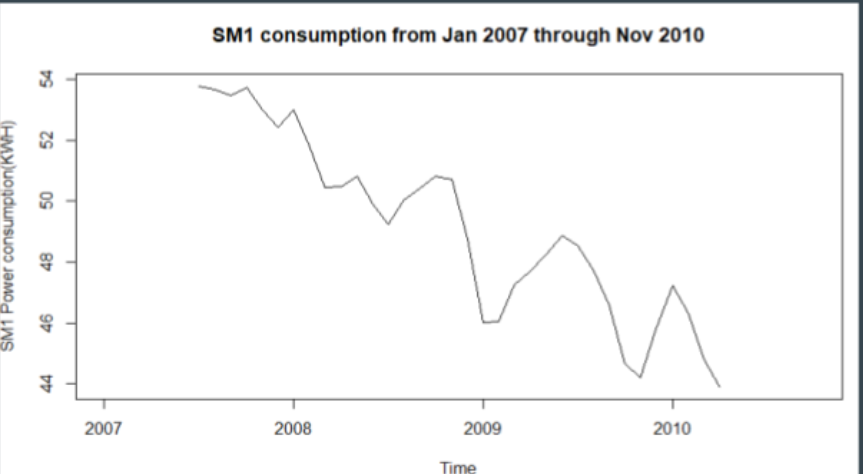 SM1 consumption from Jan 2007 through Nov 2010
SM1 Power consumption(KWH)
54
52
50
48
46
44
2007 2008 2009 2010
Time